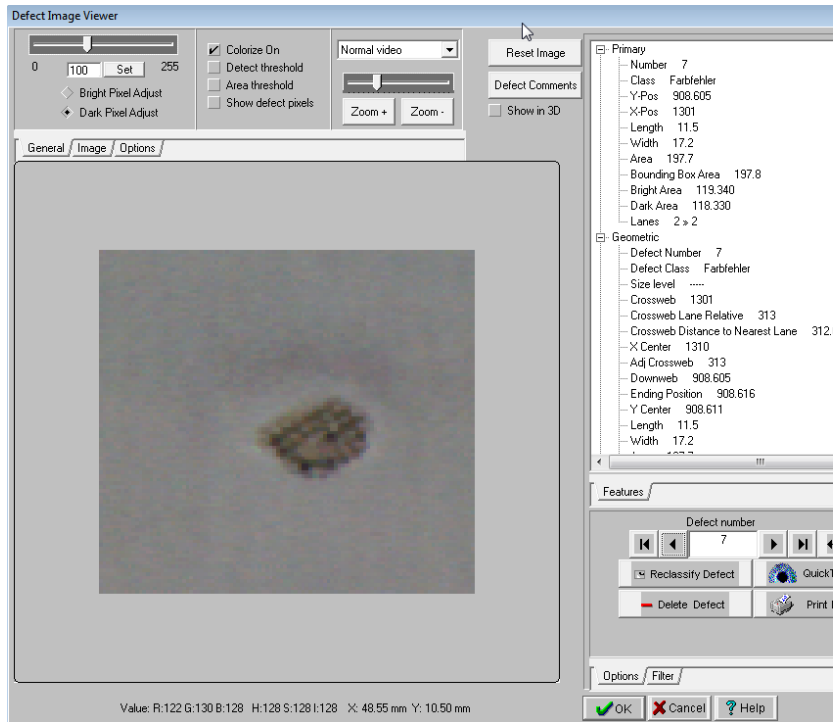 Defect Image Viewer
0 100 Set 255
Bright Pixel Adjust
Dark Pixel Adjust
Colorize On
Detect threshold
Area threshold
Show defect pixels
Normal video
Zoom + Zoom -
Reset Image
Defect Comments
Show in 3D
General Image Options
Primary
Number 7
Class Farbfehler
Y-Pos 908.605
X-Pos 1301
Length 11.5
Width 17.2
Area 197.7
Bounding Box Area 197.8
Bright Area 119.340
Dark Area 118.330
Lanes 2 » 2
Geometric
Defect Number 7
Defect Class Farbfehler
Size level -----
Crossweb 1301
Crossweb Lane Relative 313
Crossweb Distance to Nearest Lane 312.
X Center 1310
Adj Crossweb 313
Downweb 908.605
Ending Position 908.616
Y Center 908.611
Length 11.5
Width 17.2
Features
Defect number
7
Reclassify Defect QuickT
Delete Defect Print
Options Filter
Value: R:122 G:130 B:128 H:128 S:128 I:128 X: 48.55 mm Y: 10.50 mm
OK Cancel ? Help